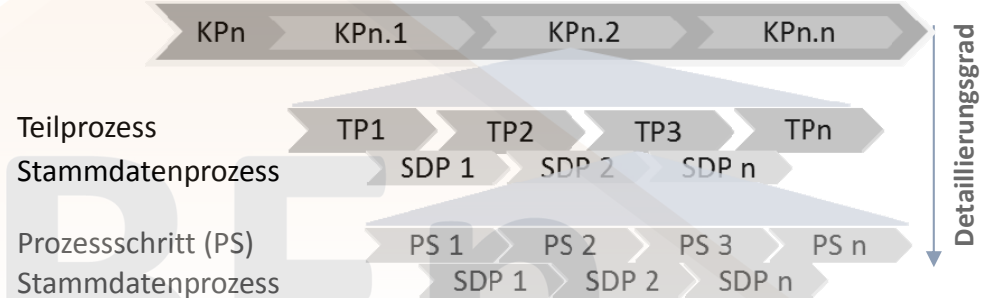 KPn KPn.1 KPn.2 KPn.n
Detaillierungsgrad
Teilprozess TP1 TP2 TP3 TPn
Stammdatenprozess SDP 1 SDP 2 SDP n
Prozessschritt (PS) PS 1 PS 2 PS 3 PS n
Stammdatenprozess SDP 1 SDP 2 SDP n